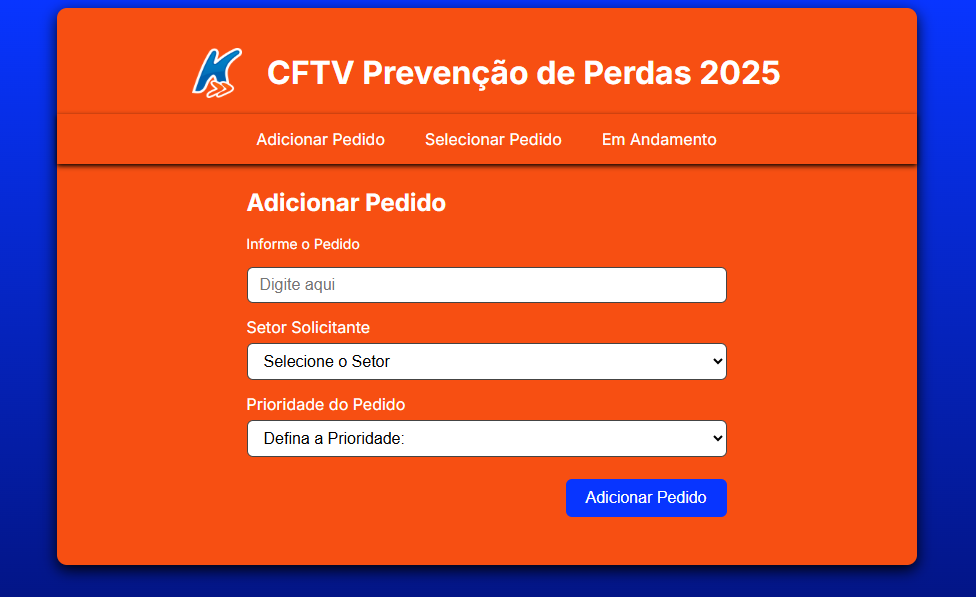 CFTV Prevenção de Perdas 2025
Adicionar Pedido Selecionar Pedido Em Andamento
Adicionar Pedido
Informe o Pedido
Digite aqui
Setor Solicitante
Selecione o Setor
Prioridade do Pedido
Defina a Prioridade:
Adicionar Pedido